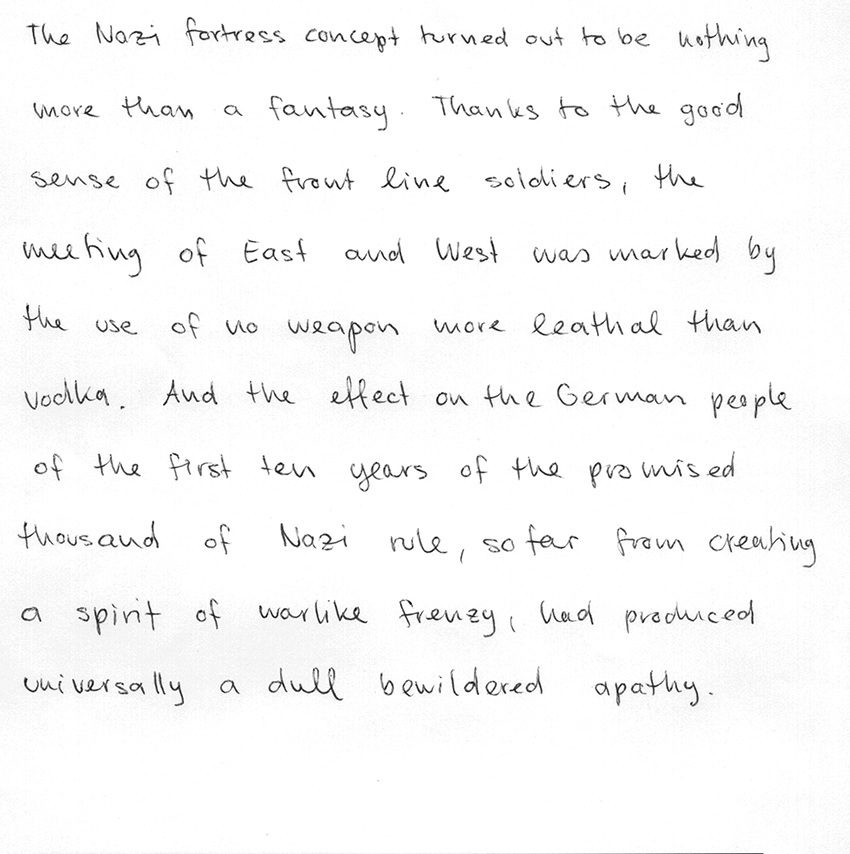 The Nazi fortress concept turned out to be nothing
more than a fantasy. Thanks to the good
sense of the front line soldiers, the
meeting of East and West was marked by
the use of no weapon more leathal than
vodka. And the effect on the German people
of the first ten years of the promised
thousand of Nazi rule, so far from creating
a spirit of warlike frenzy, had produced
universally a dull bewildered apathy.